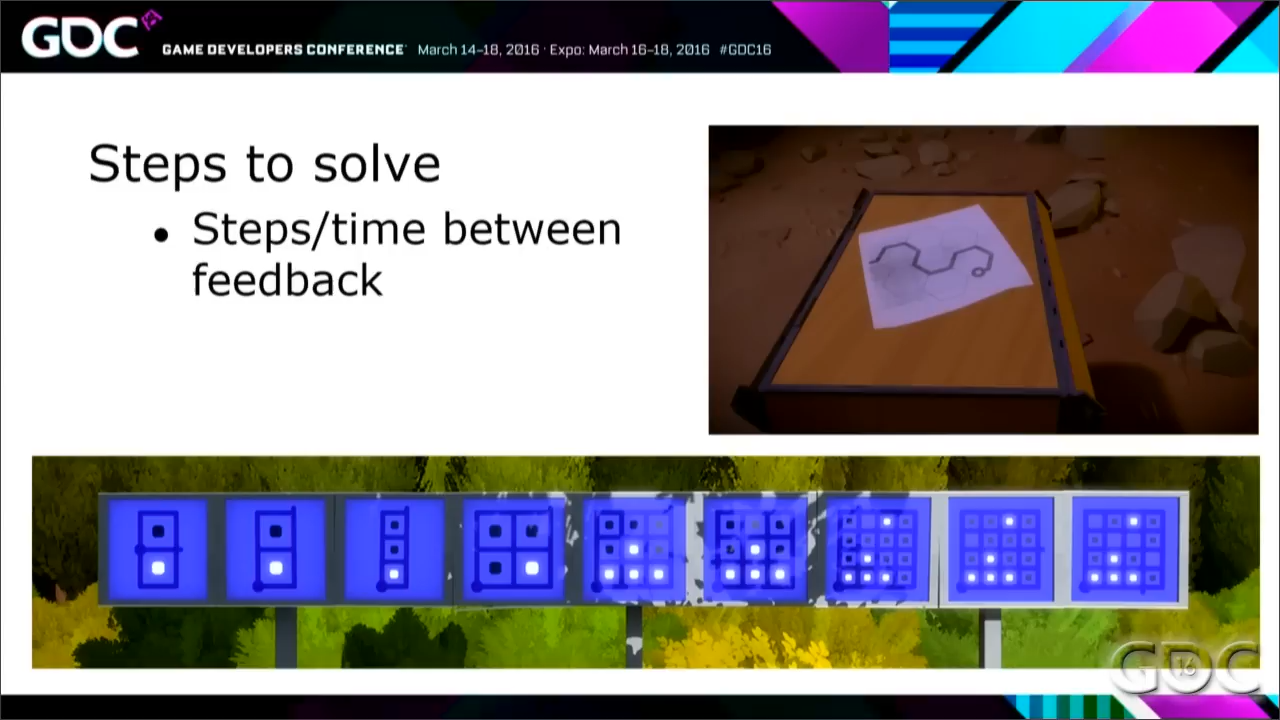 GDC
GAME DEVELOPERS CONFERENCE March 14–18, 2016 · Expo: March 16–18, 2016 #GDC16
Steps to solve
• Steps/time between
feedback
GDC 16